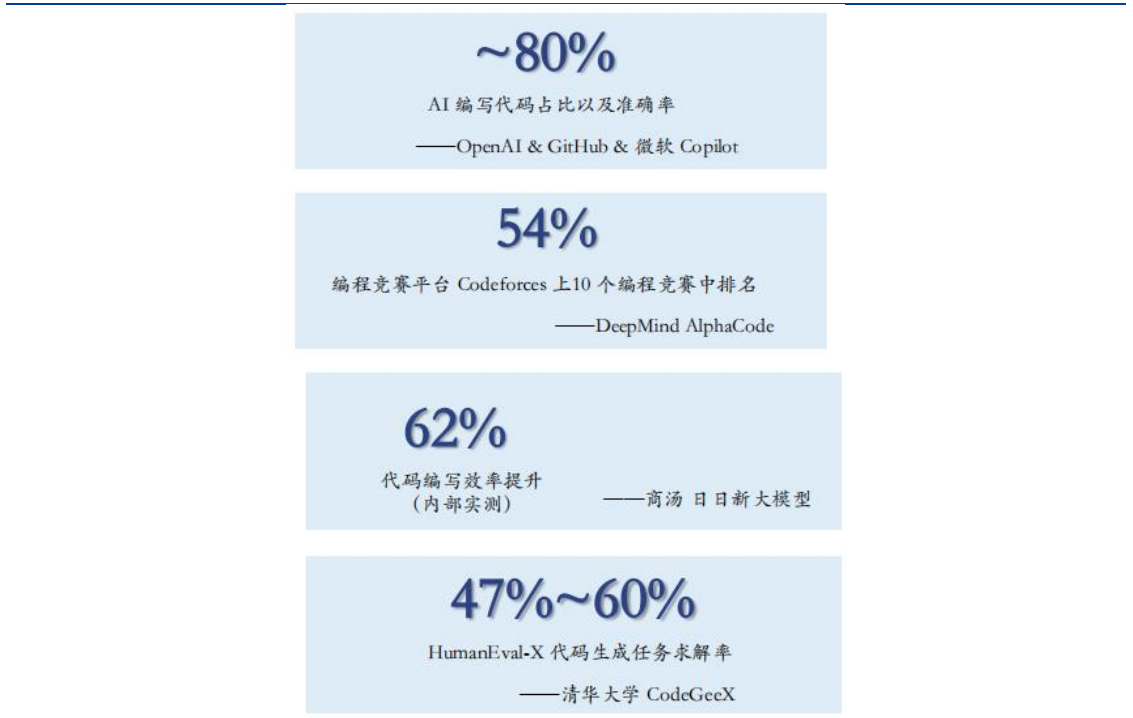 ~80%
AI 编写代码占比以及准确率
——OpenAI & GitHub & 微软 Copilot
54%
编程竞赛平台 Codeforces 上10 个编程竞赛中排名
——DeepMind AlphaCode
62%
代码编写效率提升
（内部实测）
——商汤 日日新大模型
47%~60%
HumanEval-X 代码生成任务求解率
——清华大学 CodeGeeX